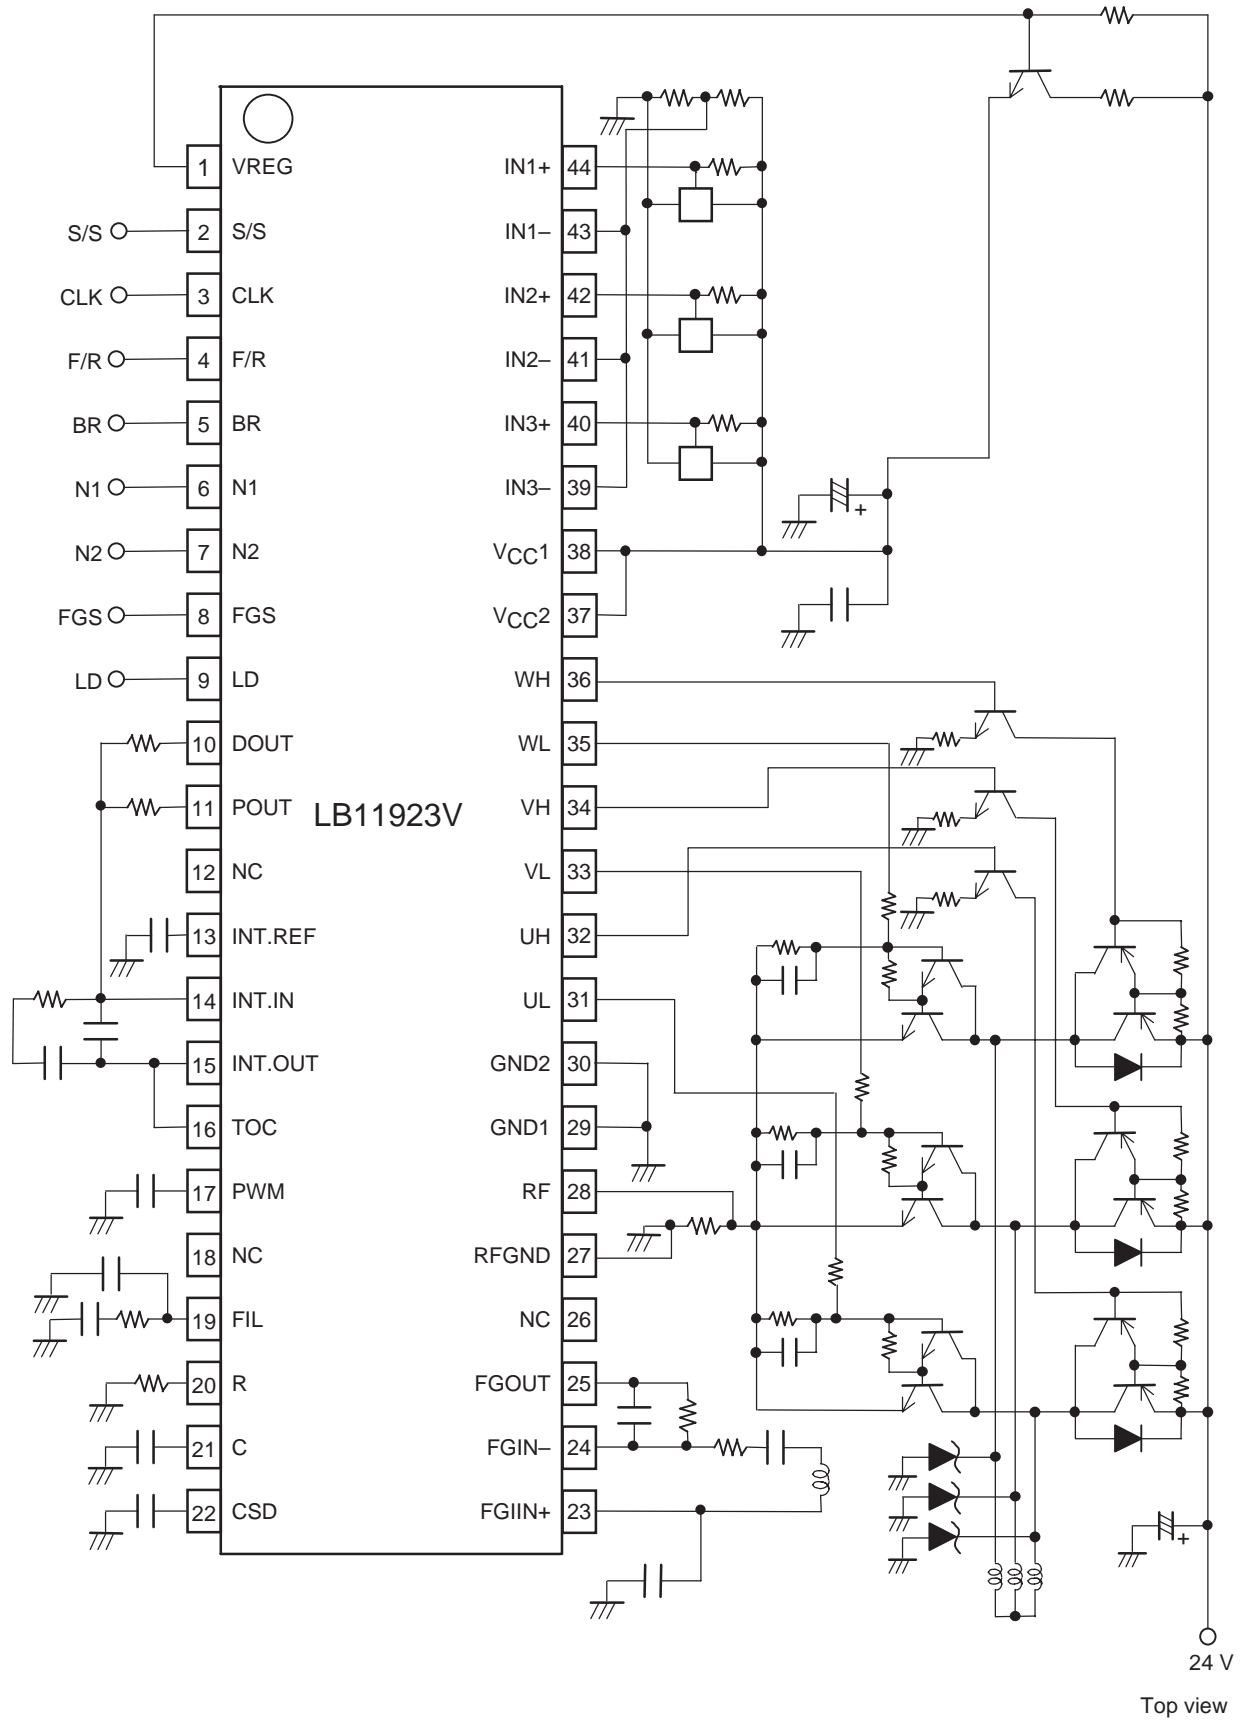 1 VREG IN1+ 44
S/S 2 S/S IN1– 43
CLK 3 CLK IN2+ 42
F/R 4 F/R IN2– 41
BR 5 BR IN3+ 40
N1 6 N1 IN3– 39
+
N2 7 N2 VCC1 38
FGS 8 FGS VCC2 37
LD 9 LD WH 36
10 DOUT WL 35
11 POUT LB11923V VH 34
12 NC VL 33
13 INT.REF UH 32
14 INT.IN UL 31
15 INT.OUT GND2 30
16 TOC GND1 29
17 PWM RF 28
18 NC RFGND 27
19 FIL NC 26
20 R FGOUT 25
21 C FGIN– 24
22 CSD FGIIN+ 23
+
24 V
Top view